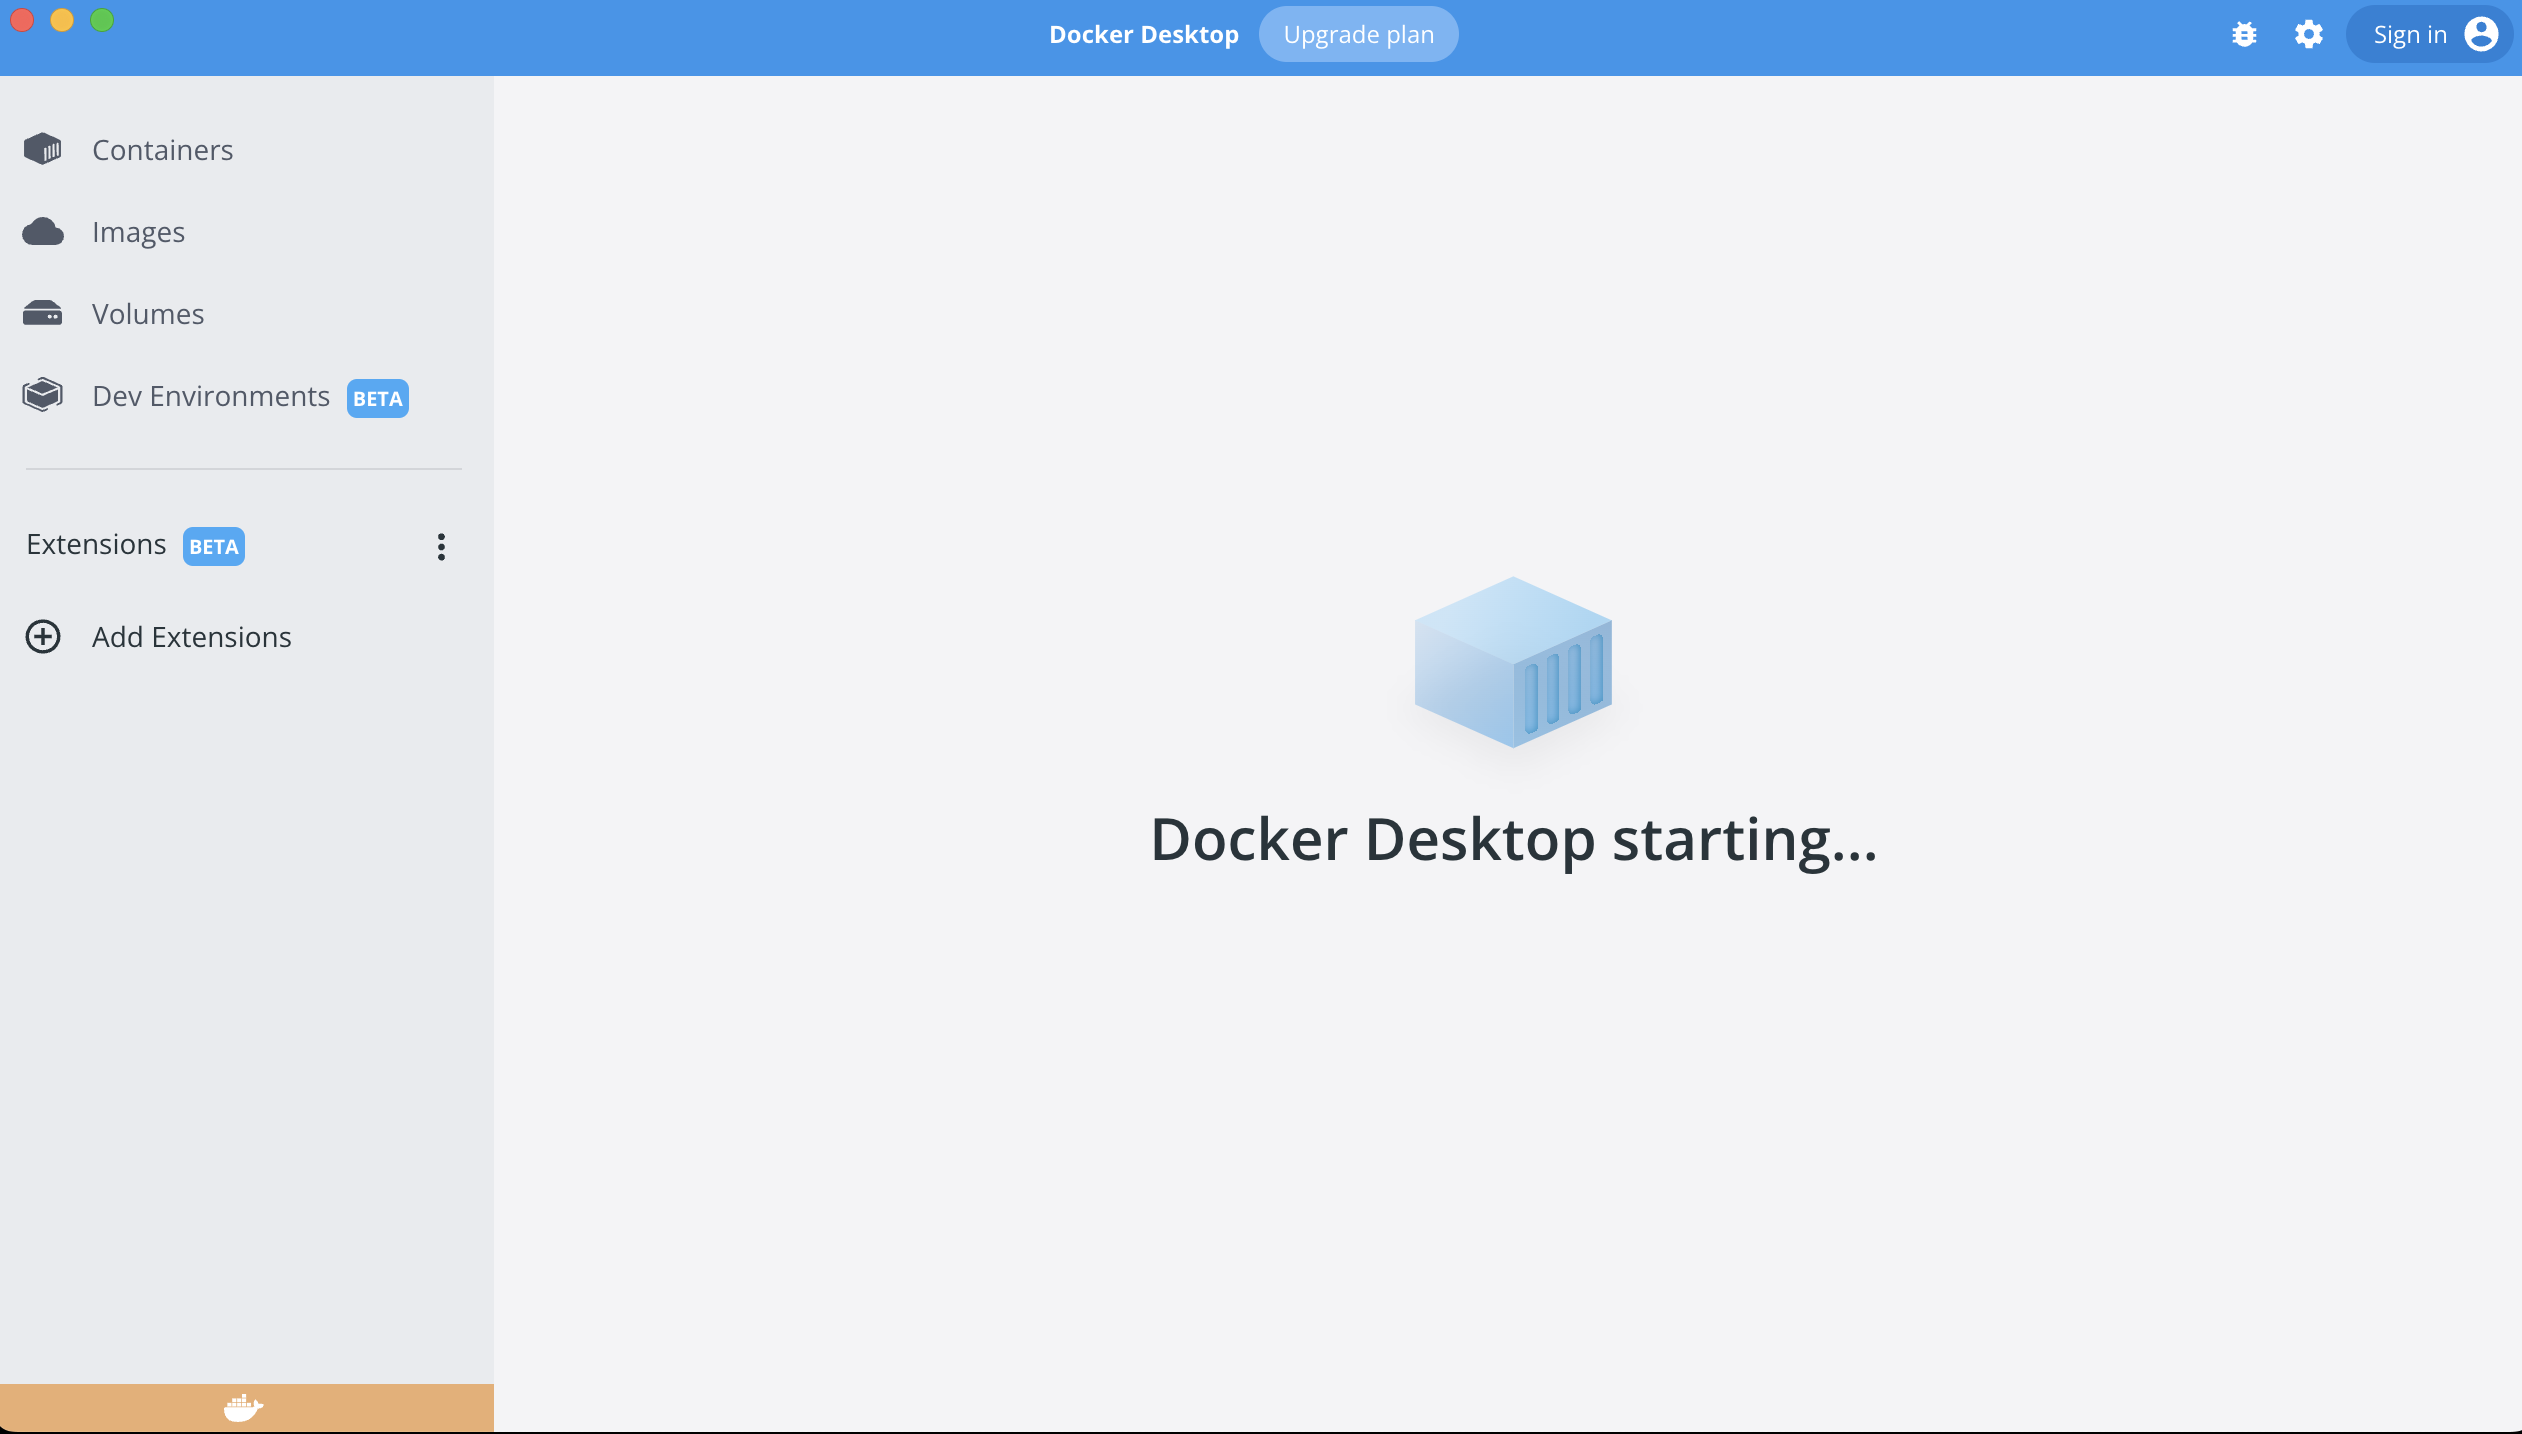 Docker Desktop
Upgrade plan
Sign in
Containers
Images
Volumes
Dev Environments BETA
Extensions BETA
Add Extensions
Docker Desktop starting...